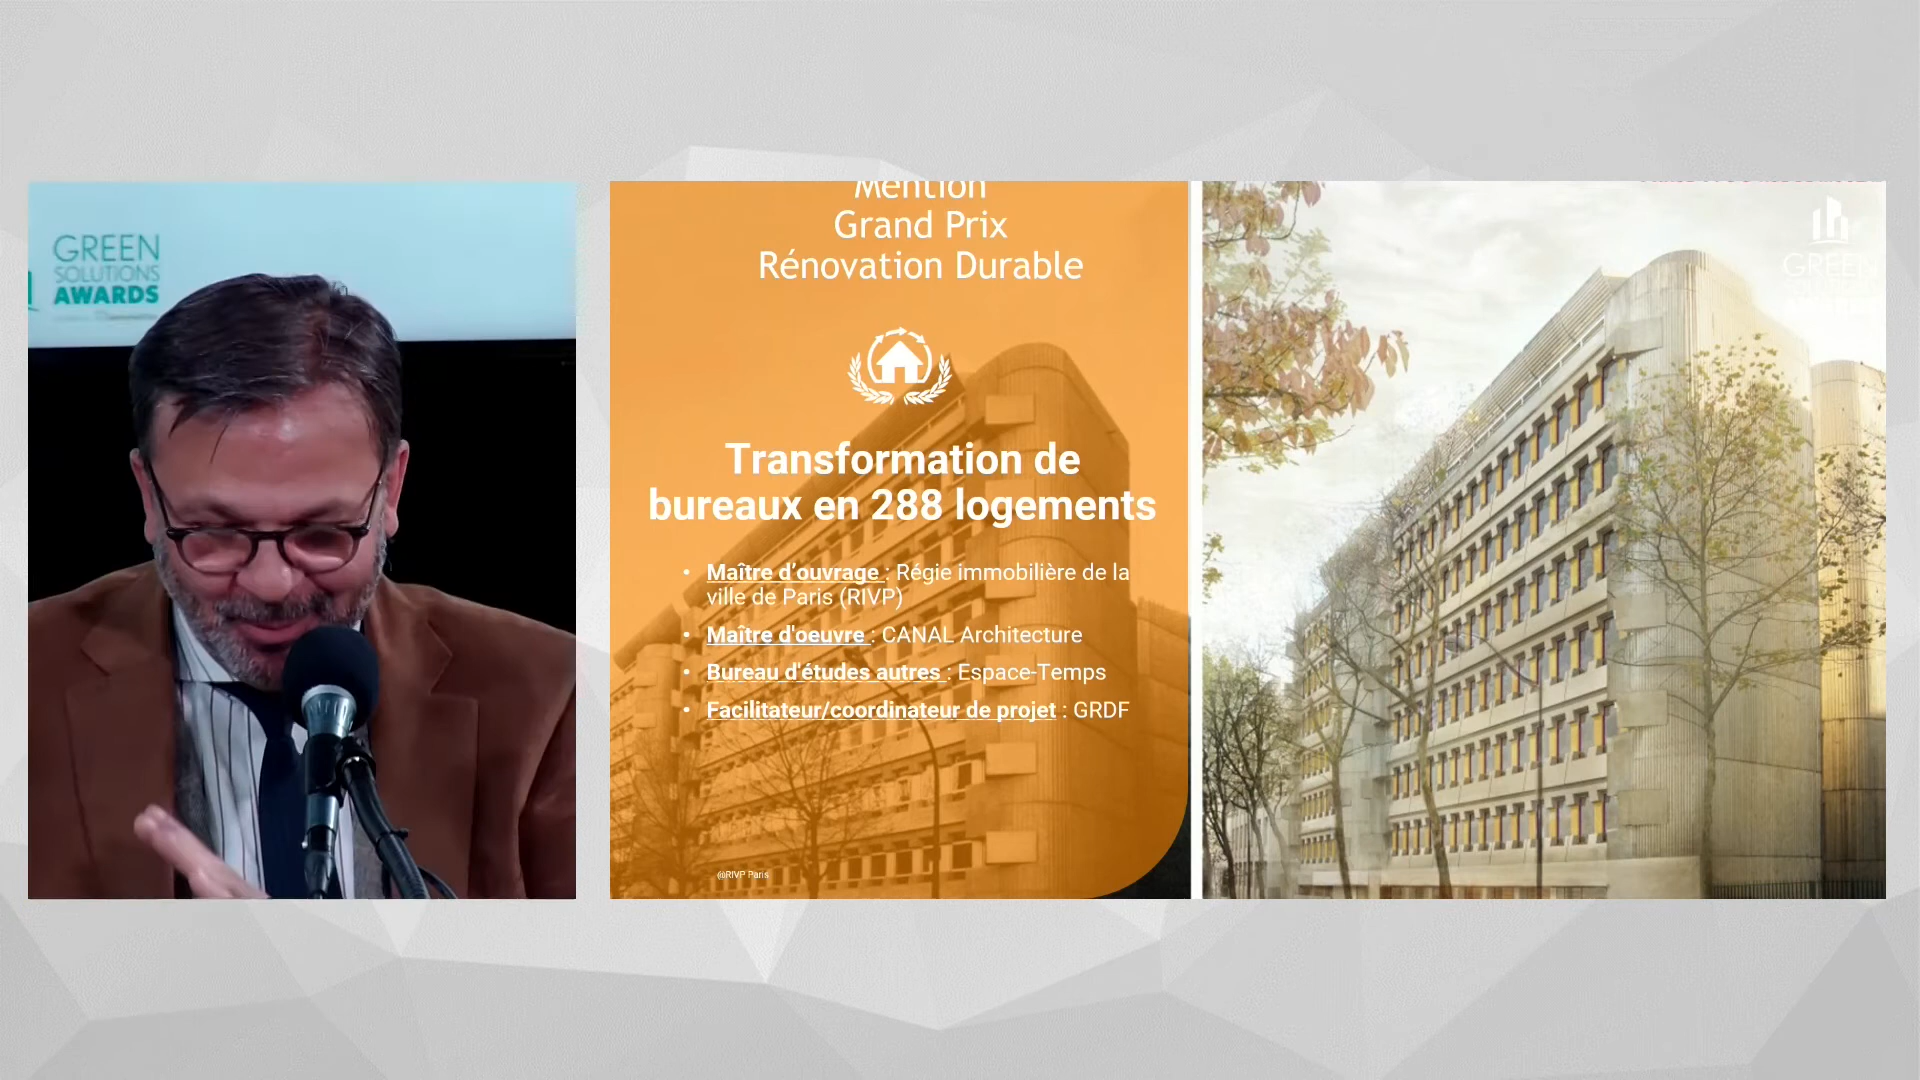 GREEN
SOLUTIONS
AWARDS
Mention
Grand Prix
Rénovation Durable
Transformation de
bureaux en 288 logements
• Maître d’ouvrage : Régie immobilière de la
ville de Paris (RIVP)
• Maître d'oeuvre : CANAL Architecture
• Bureau d'études autres : Espace-Temps
• Facilitateur/coordinateur de projet : GRDF
@RIVP Paris
GREEN